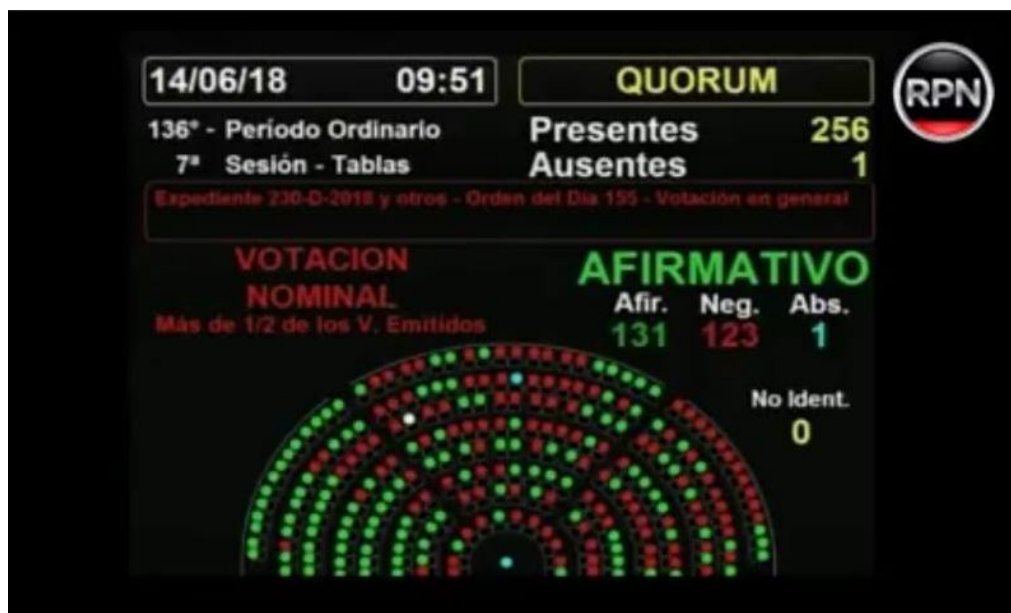 14/06/18 09:51
QUORUM
RPN
136° - Período Ordinario
Presentes 256
7ª Sesión - Tablas
Ausentes 1
Expediente 230-D-2018 y otros - Orden del Día 155 - Votación en general
VOTACION
NOMINAL
Más de 1/2 de los V. Emitidos
AFIRMATIVO
Afir. Neg. Abs.
131 123 1
No Ident.
0